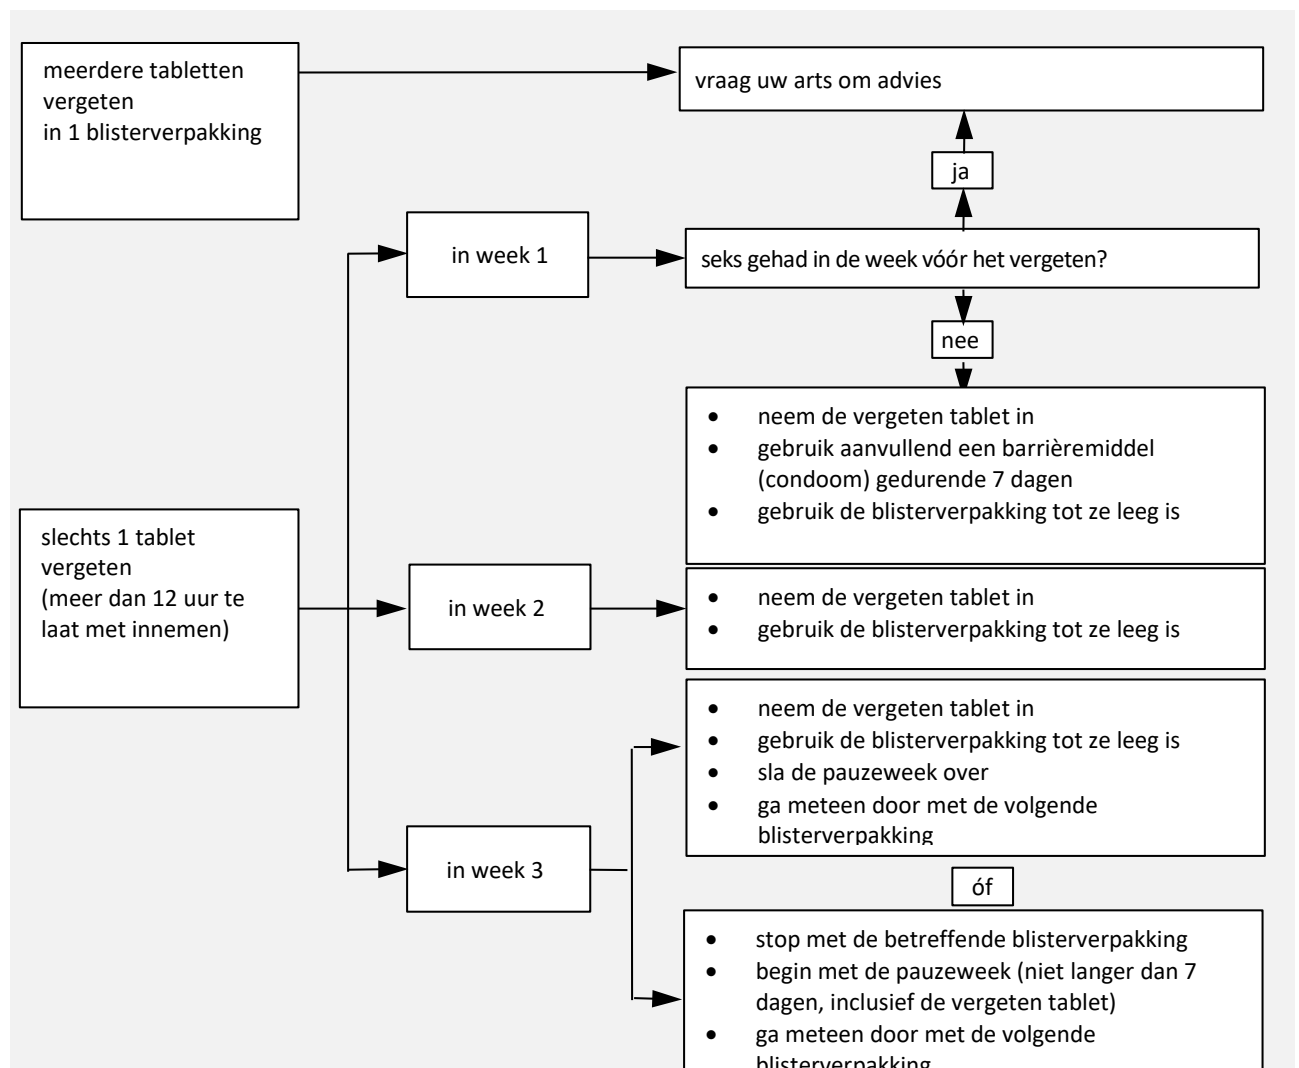 meerdere tabletten
vergeten
in 1 blisterverpakking
vraag uw arts om advies
ja
in week 1
seks gehad in de week vóór het vergeten?
nee
• neem de vergeten tablet in
• gebruik aanvullend een barrièremiddel
(condoom) gedurende 7 dagen
• gebruik de blisterverpakking tot ze leeg is
slechts 1 tablet
vergeten
(meer dan 12 uur te
laat met innemen)
in week 2
• neem de vergeten tablet in
• gebruik de blisterverpakking tot ze leeg is
• neem de vergeten tablet in
• gebruik de blisterverpakking tot ze leeg is
• sla de pauzeweek over
• ga meteen door met de volgende
blisterverpakking
in week 3
óf
• stop met de betreffende blisterverpakking
• begin met de pauzeweek (niet langer dan 7
dagen, inclusief de vergeten tablet)
• ga meteen door met de volgende
blisterverpakking